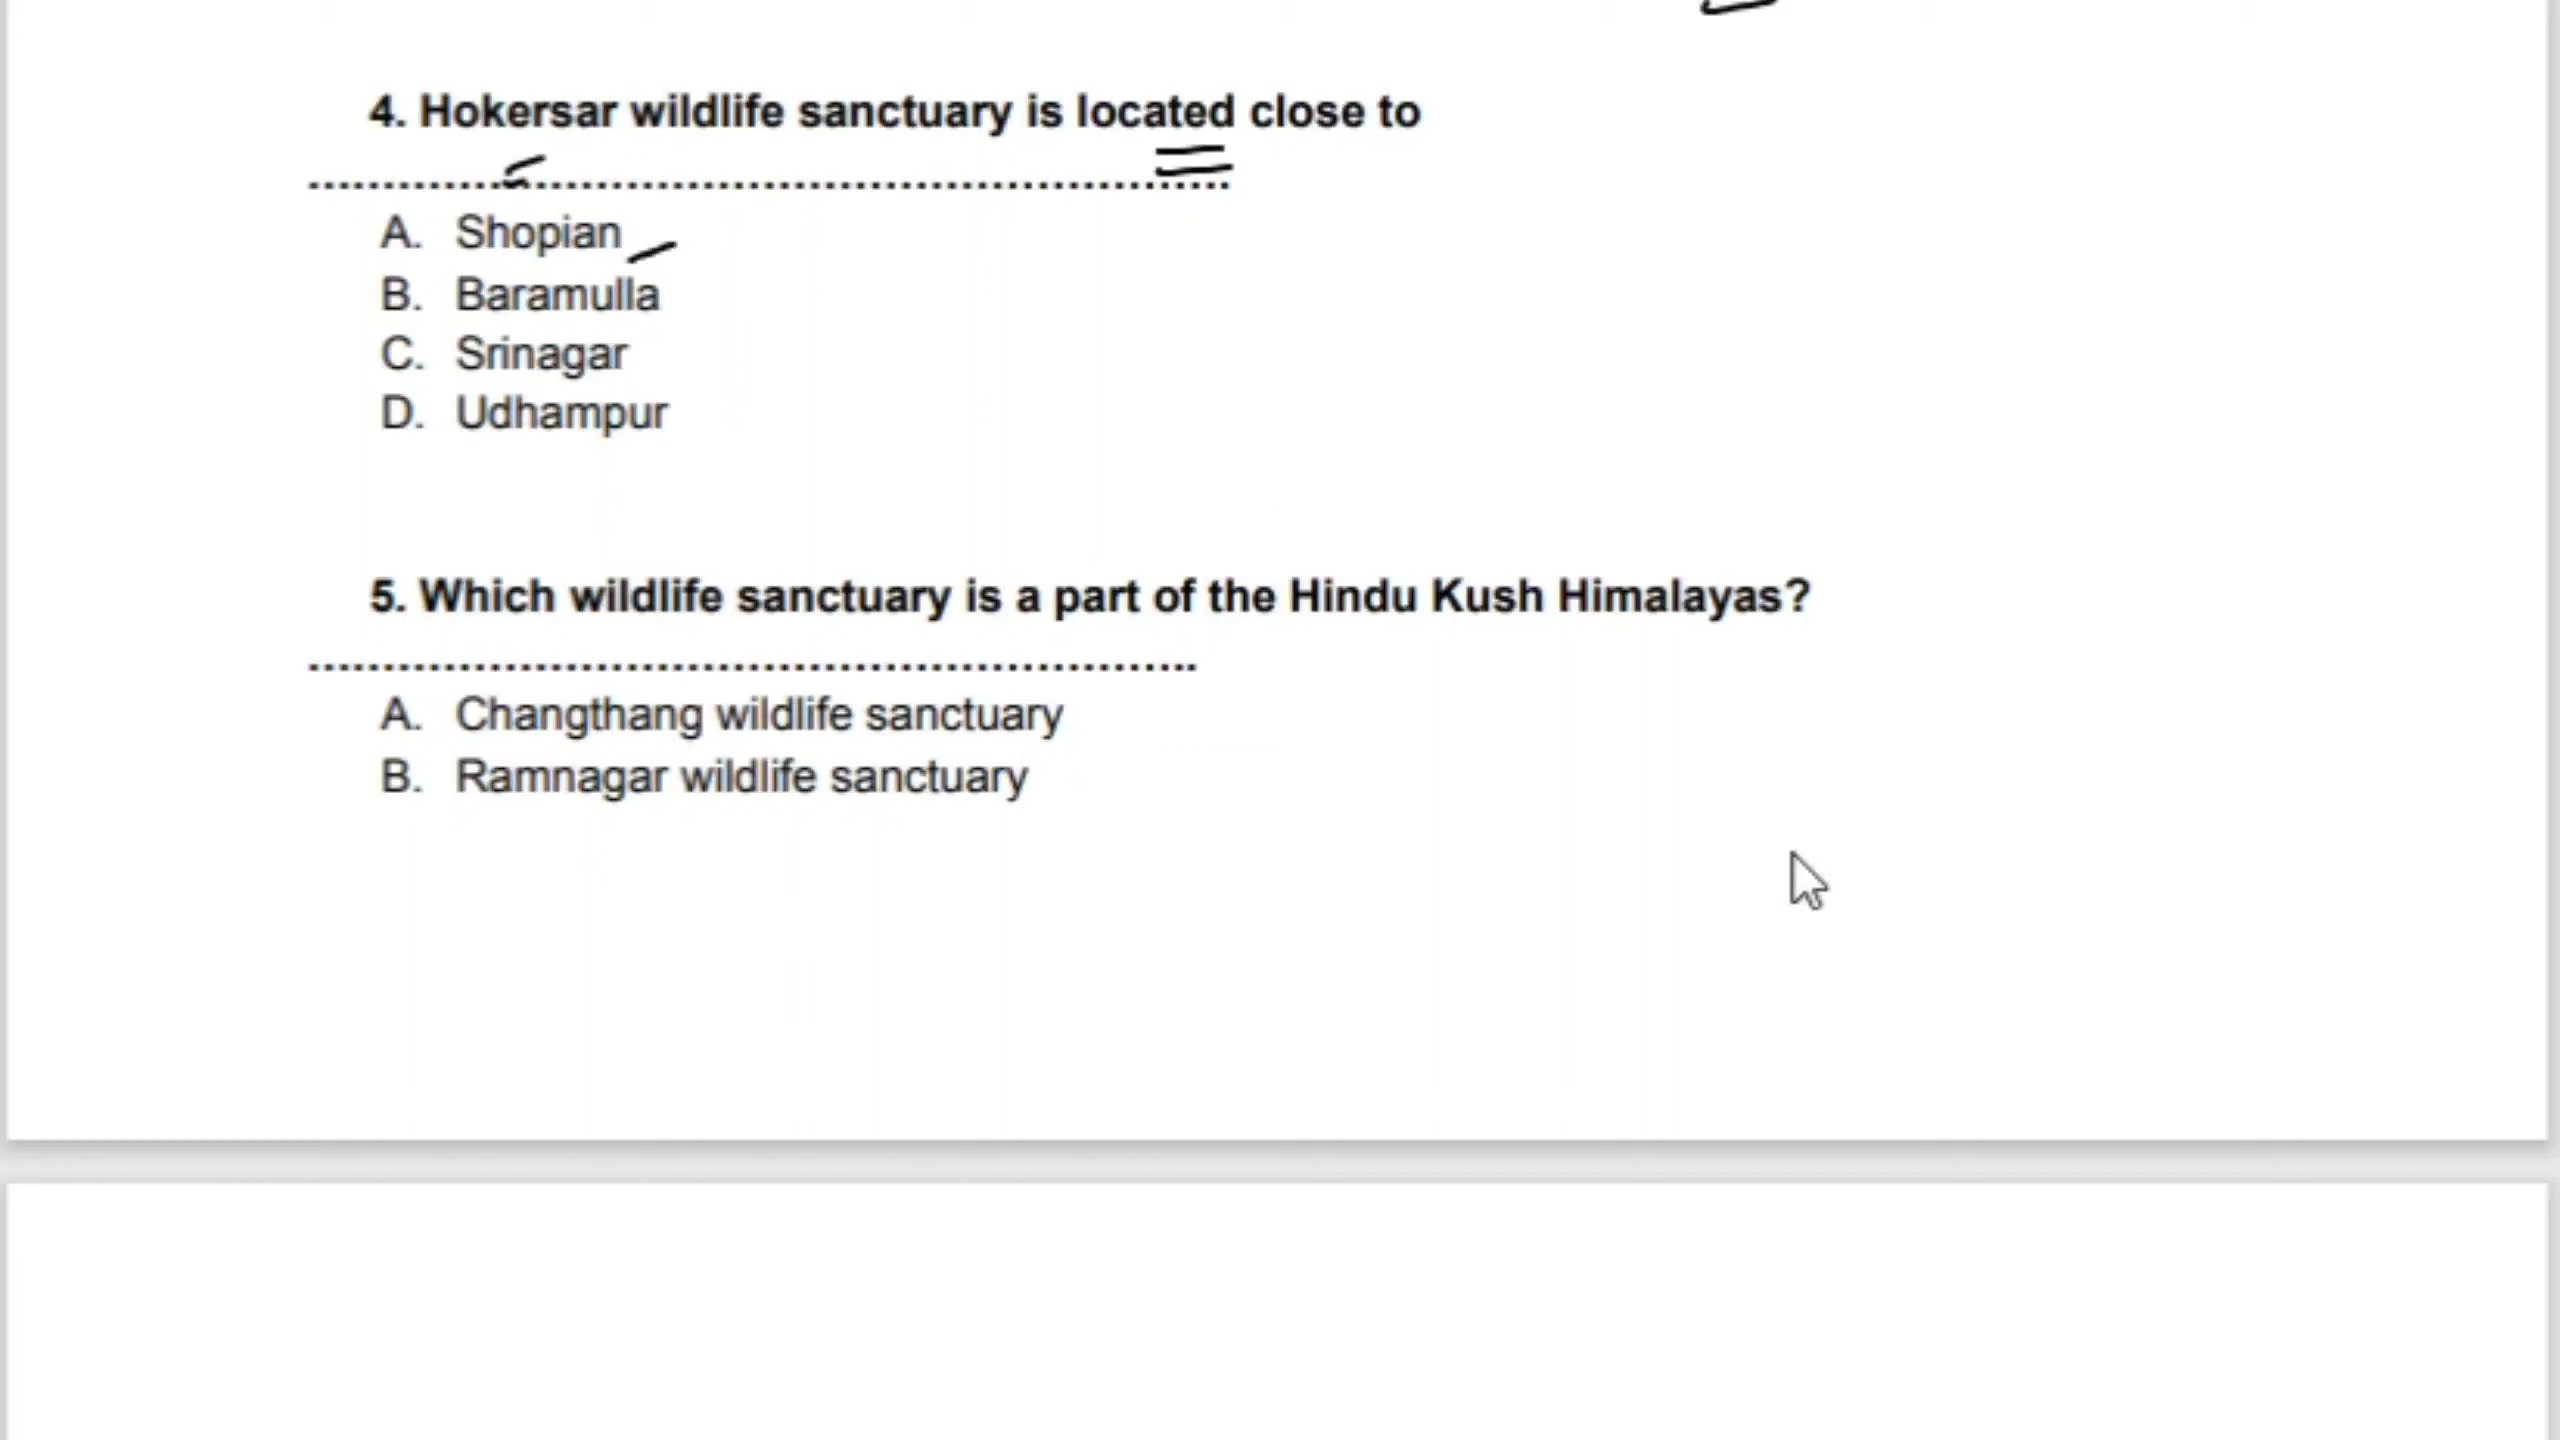 4. Hokersar wildlife sanctuary is located close to
................................................................
A. Shopian
B. Baramulla
C. Srinagar
D. Udhampur
5. Which wildlife sanctuary is a part of the Hindu Kush Himalayas?
..............................................................
A. Changthang wildlife sanctuary
B. Ramnagar wildlife sanctuary